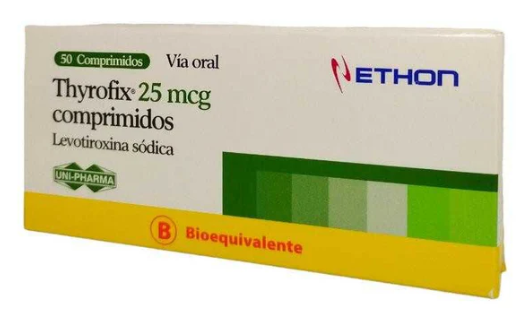 50 Comprimidos Vía oral
Thyrofix® 25 mcg
comprimidos
Levotiroxina sódica
UNI-PHARMA
ETHON
B Bioequivalente